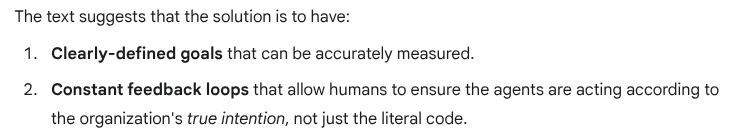 The text suggests that the solution is to have:
1. Clearly-defined goals that can be accurately measured.
2. Constant feedback loops that allow humans to ensure the agents are acting according to
the organization's true intention, not just the literal code.